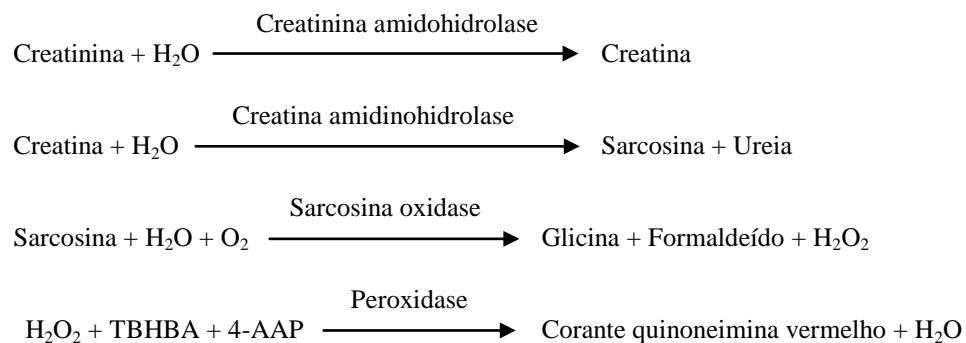 Creatinina amidohidrolase
Creatinina + H₂O Creatina
Creatina amidinohidrolase
Creatina + H₂O Sarcosina + Ureia
Sarcosina oxidase
Sarcosina + H₂O + O₂ Glicina + Formaldeído + H₂O₂
Peroxidase
H₂O₂ + TBHBA + 4-AAP Corante quinoneimina vermelho + H₂O